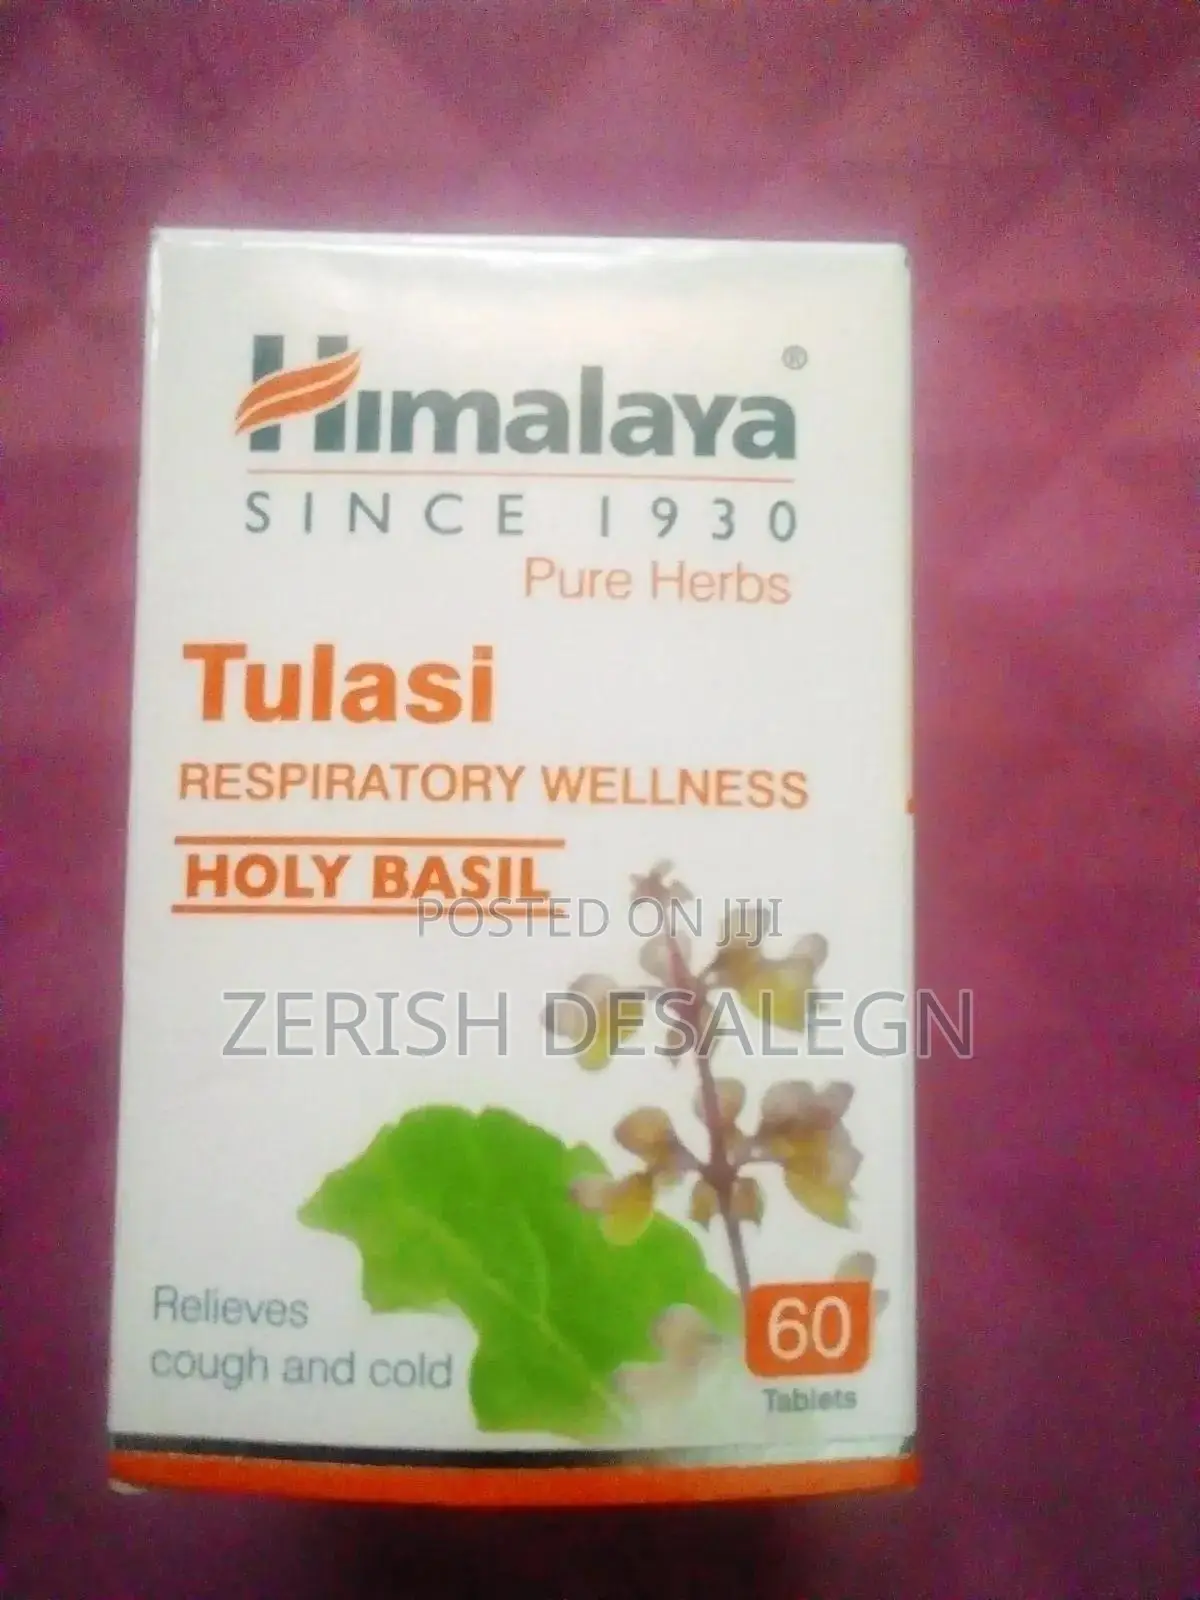 Himalaya®
SINCE 1930
Pure Herbs
Tulasi
RESPIRATORY WELLNESS
HOLY BASIL
POSTED ON JIJI
ZERISH DESALEGN
Relieves
cough and cold
60
Tablets